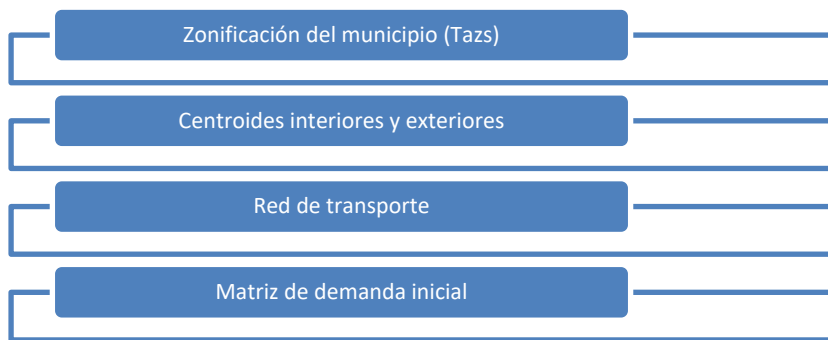 Zonificación del municipio (Tazs)
Centroides interiores y exteriores
Red de transporte
Matriz de demanda inicial